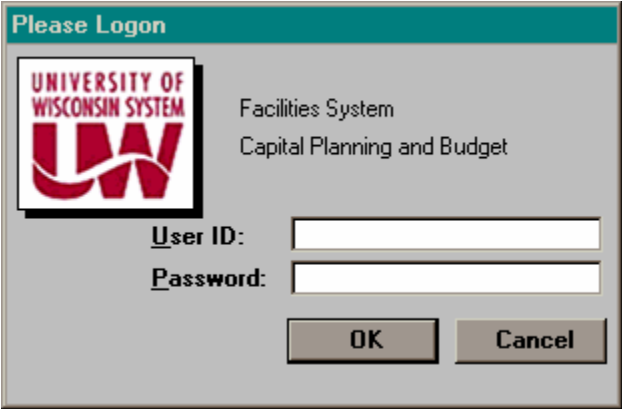 Please Logon
UNIVERSITY OF
WISCONSIN SYSTEM
UW
Facilities System
Capital Planning and Budget
User ID:
Password:
OK
Cancel